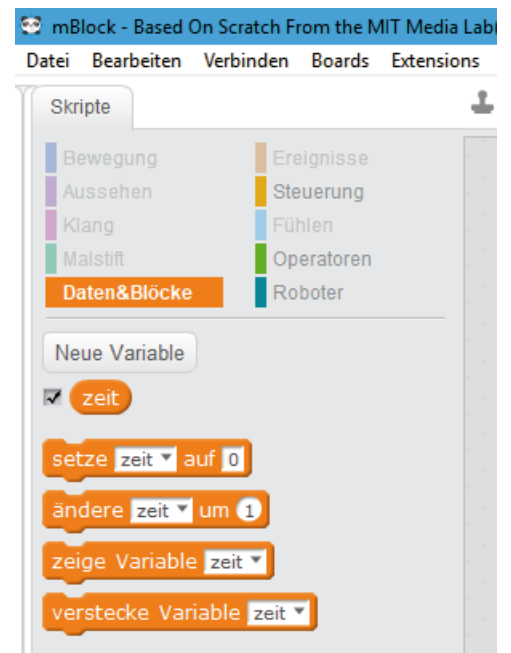 mBlock - Based On Scratch From the MIT Media Lab(
Datei Bearbeiten Verbinden Boards Extensions
Skripte
Bewegung Ereignisse
Aussehen Steuerung
Klang Fühlen
Malstift Operatoren
Daten&Blöcke Roboter
Neue Variable
zeit
setze zeit auf 0
ändere zeit um 1
zeige Variable zeit
verstecke Variable zeit